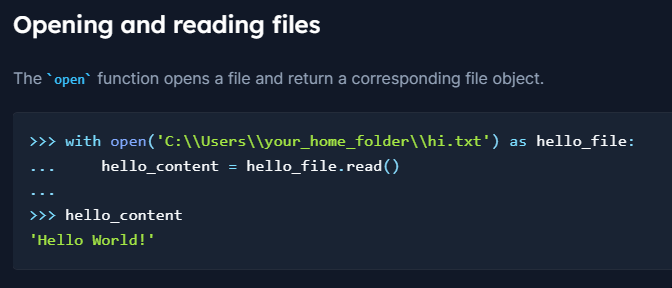 Opening and reading files
The `open` function opens a file and return a corresponding file object.
>>> with open('C:\\Users\\your_home_folder\\hi.txt') as hello_file:
...     hello_content = hello_file.read()
...
>>> hello_content
'Hello World!'